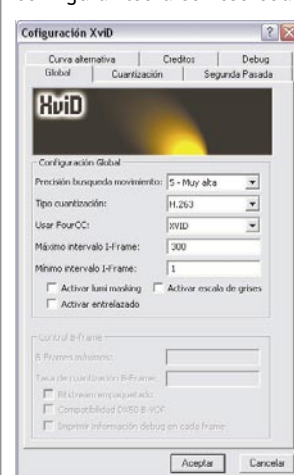 Cofiguración XviD
Curva alternativa Creditos Debug
Global Cuantización Segunda Pasada
XviD
Configuración Global
Precisión busqueda movimiento: 5 - Muy alta
Tipo cuantización: H.263
Usar FourCC: XVID
Máximo intervalo I-Frame: 300
Mínimo intervalo I-Frame: 1
Activar lumi masking Activar escala de grises
Activar entrelazado
Control B-Frame
B-Frames máximos:
Tasa de cuantización B-Frame:
Bitstream empaquetado
Compatibilidad DX50 B-VOP
Imprimir información debug en cada frame
Aceptar Cancelar